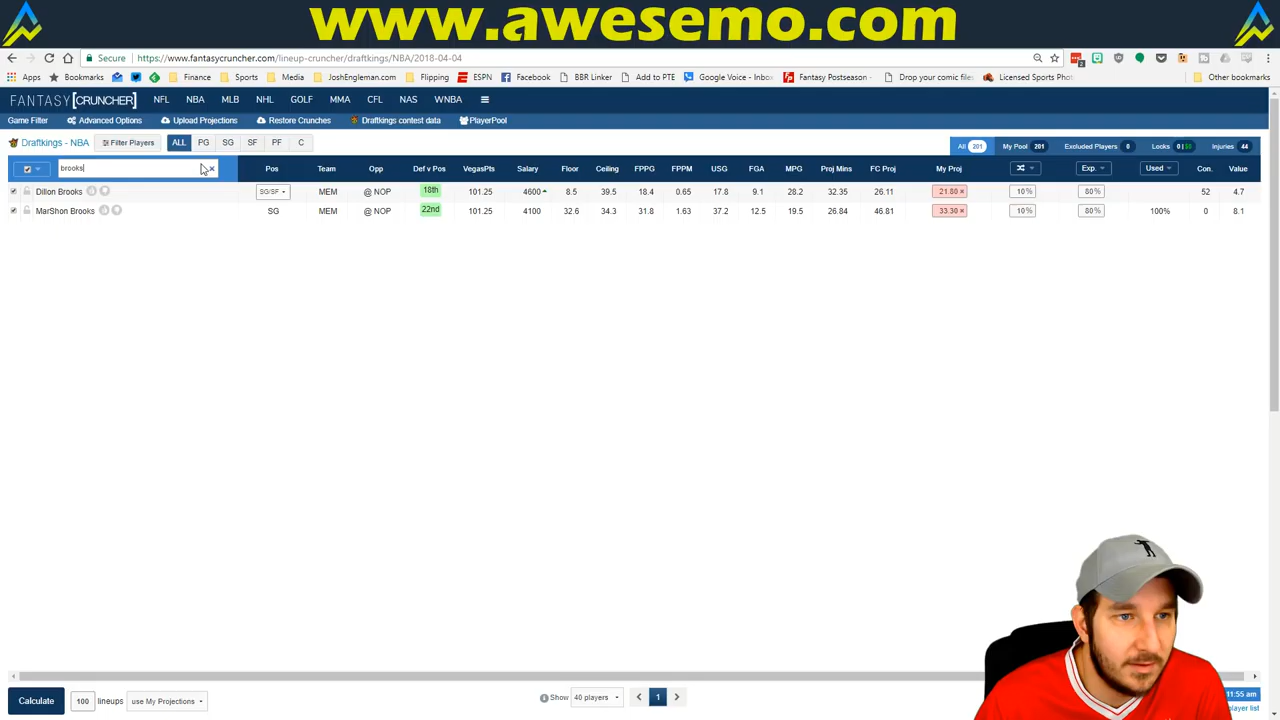 www.awesemo.com
Secure https://www.fantasycruncher.com/lineup-cruncher/draftkings/NBA/2018-04-04
Apps Bookmarks Finance Sports Media JoshEngleman.com Flipping ESPN Facebook BBR Linker Add to PTE Google Voice - Inbox Fantasy Postseason Drop your comic files Licensed Sports Pho Other bookmarks
FANTASY [CRUNCHER] NFL NBA MLB NHL GOLF MMA CFL NAS WNBA
Game Filter Advanced Options Upload Projections Restore Crunches Draftkings contest data PlayerPool
Draftkings - NBA Filter Players ALL PG SG SF PF C All 201 My Pool 201 Excluded Players 0 Looks Injuries 44
brooks Pos Team Opp Def v Pos VegasPts Salary Floor Ceiling FPPG FPPM USG FGA MPG Proj Mins FC Proj My Proj Exp. Used Con. Value
Dillon Brooks SG/SF MEM @ NOP 18th 101.25 4600 8.5 39.5 18.4 0.65 17.8 9.1 28.2 32.35 26.11 21.80 × 10% 80% 52 4.7
MarShon Brooks SG MEM @ NOP 22nd 101.25 4100 32.6 34.3 31.8 1.63 37.2 12.5 19.5 26.84 46.81 33.30 × 10% 80% 100% 0 8.1
Calculate 100 lineups use My Projections Show 40 players 1 11:55 am
player list